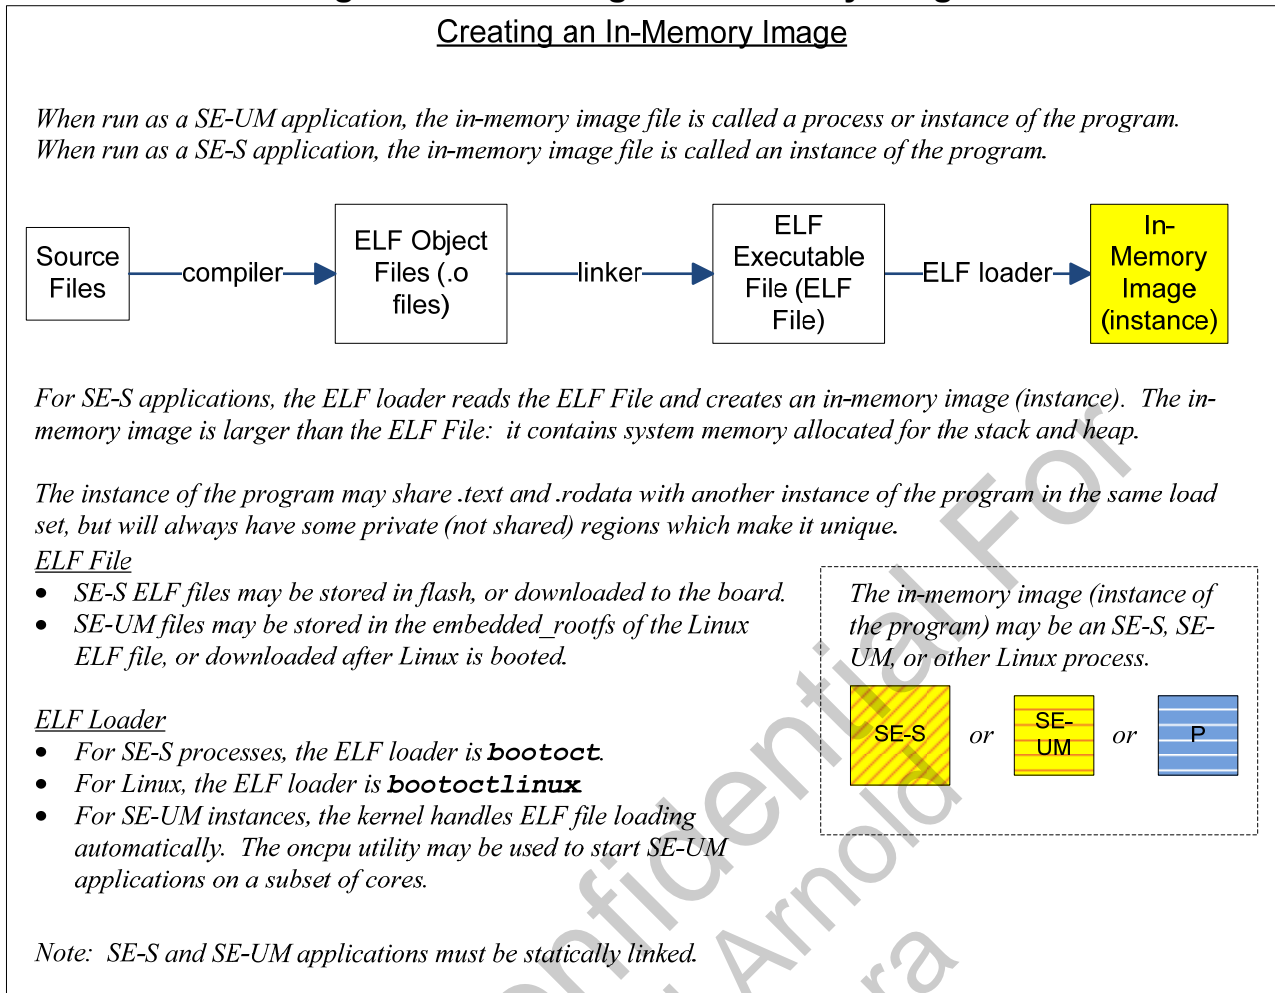 Creating an In-Memory Image
When run as a SE-UM application, the in-memory image file is called a process or instance of the program.
When run as a SE-S application, the in-memory image file is called an instance of the program.
Source
Files
compiler
ELF Object
Files (.o
files)
linker
ELF
Executable
File (ELF
File)
ELF loader
In-
Memory
Image
(instance)
For SE-S applications, the ELF loader reads the ELF File and creates an in-memory image (instance).  The in-
memory image is larger than the ELF File:  it contains system memory allocated for the stack and heap.
The instance of the program may share .text and .rodata with another instance of the program in the same load
set, but will always have some private (not shared) regions which make it unique.
ELF File
• SE-S ELF files may be stored in flash, or downloaded to the board.
• SE-UM files may be stored in the embedded_rootfs of the Linux
ELF file, or downloaded after Linux is booted.
ELF Loader
• For SE-S processes, the ELF loader is bootoct.
• For Linux, the ELF loader is bootoctlinux
• For SE-UM instances, the kernel handles ELF file loading
automatically.  The oncpu utility may be used to start SE-UM
applications on a subset of cores.
The in-memory image (instance of
the program) may be an SE-S, SE-
UM, or other Linux process.
SE-S
or
SE-
UM
or
P
Note:  SE-S and SE-UM applications must be statically linked.
For
Arnold